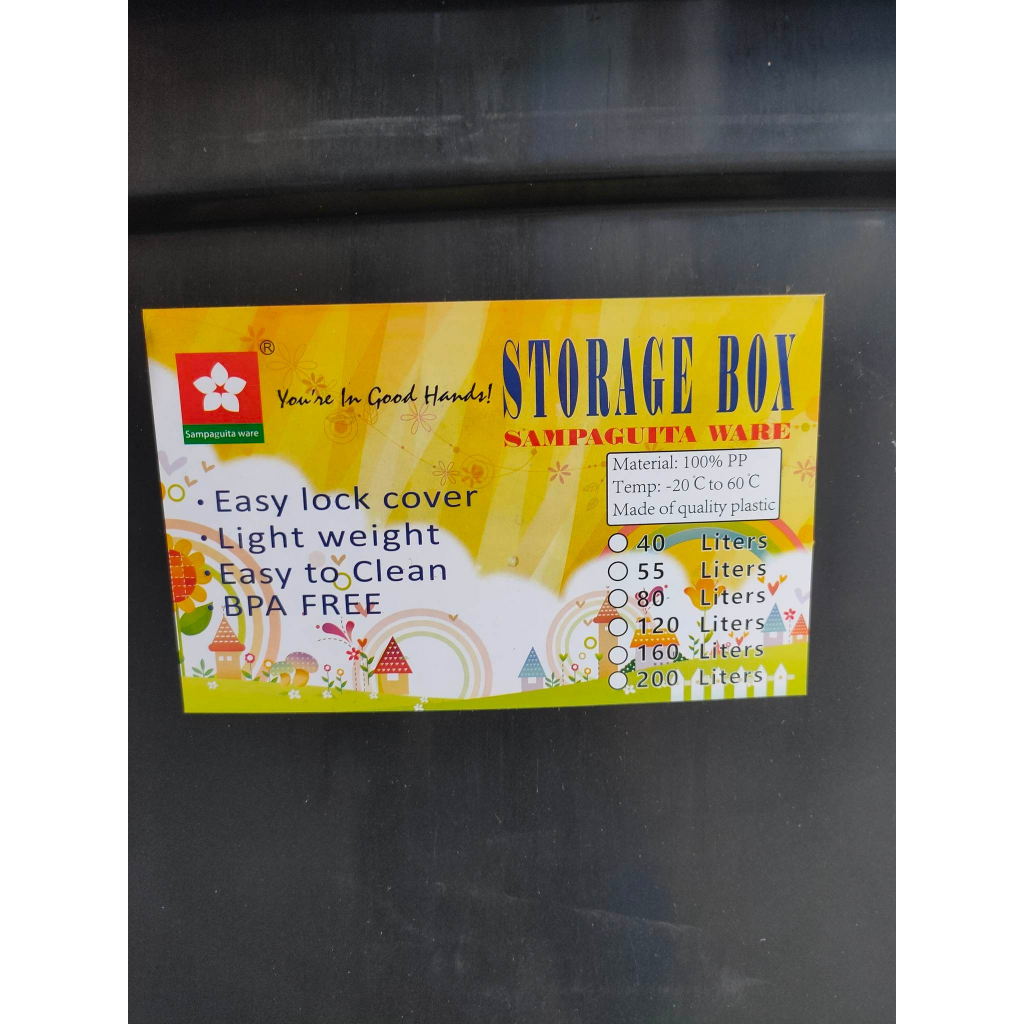 ®
Sampaguita ware
You're In Good Hands!
STORAGE BOX
SAMPAGUITA WARE
Material: 100% PP
Temp: -20℃ to 60℃
Made of quality plastic
· Easy lock cover
· Light weight
· Easy to Clean
· BPA FREE
40 Liters
55 Liters
80 Liters
120 Liters
160 Liters
200 Liters